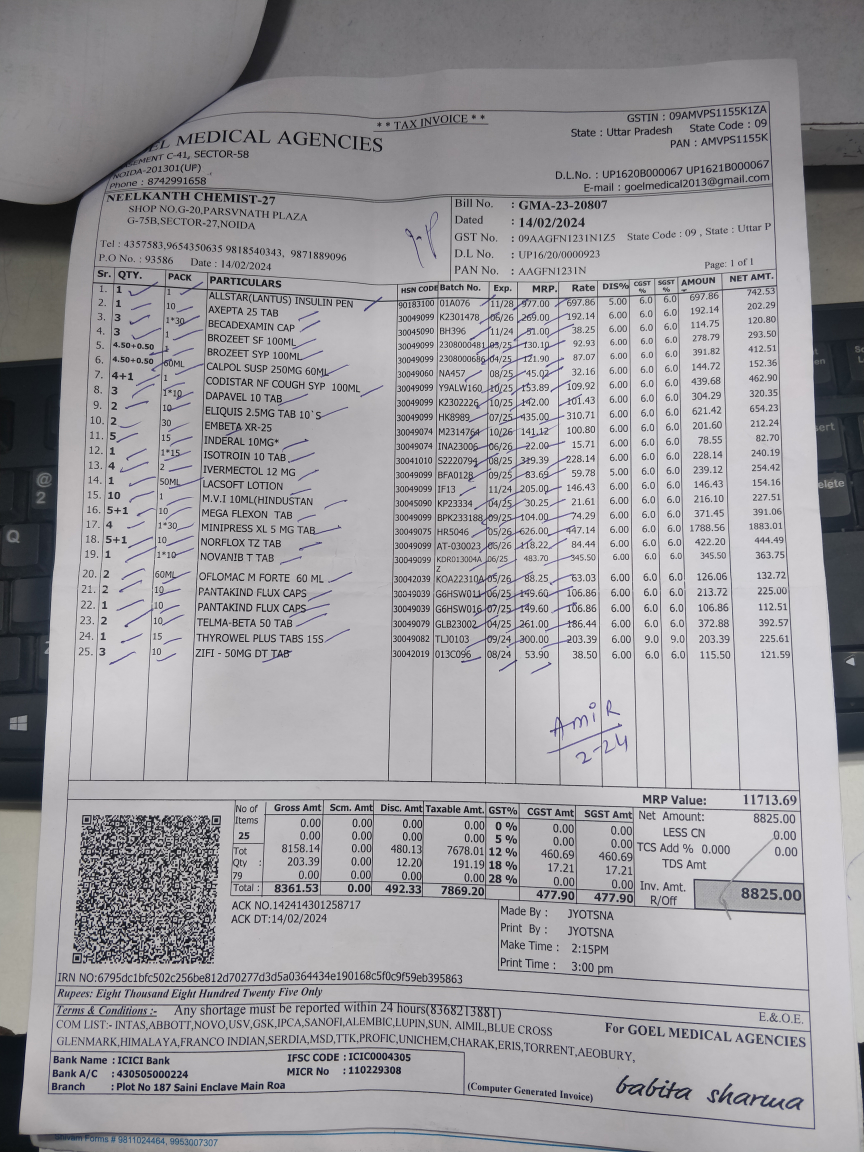 ** TAX INVOICE **
GSTIN : 09AMVPS1155K1ZA
State : Uttar Pradesh State Code : 09
PAN : AMVPS1155K
EL MEDICAL AGENCIES
SEMENT C-41, SECTOR-58
NOIDA-201301(UP)
Phone : 8742991658
D.L.No. : UP1620B000067 UP1621B000067
E-mail : goelmedical2013@gmail.com
NEELKANTH CHEMIST-27
SHOP NO.G-20,PARSVNATH PLAZA
G-75B,SECTOR-27,NOIDA
Tel : 4357583,9654350635 9818540343, 9871889096
P.O No. : 93586 Date : 14/02/2024
Bill No. : GMA-23-20807
Dated : 14/02/2024
GST No. : 09AAGFN1231N1Z5 State Code : 09 , State : Uttar P
D.L No. : UP16/20/0000923
PAN No. : AAGFN1231N
Page: 1 of 1
Sr. QTY. PACK PARTICULARS HSN CODE Batch No. Exp. MRP. Rate DIS% CGST % SGST % AMOUN NET AMT.
1. 1 1 ALLSTAR(LANTUS) INSULIN PEN 90183100 01A076 11/28 977.00 697.86 5.00 6.0 6.0 697.86 742.53
2. 1 10 AXEPTA 25 TAB 30049099 K2301478 06/26 269.00 192.14 6.00 6.0 6.0 192.14 202.29
3. 3 1*30 BECADEXAMIN CAP 30045090 BH396 11/24 51.00 38.25 6.00 6.0 6.0 114.75 120.80
4. 3 1 BROZEET SF 100ML 30049099 2308000481 03/25 130.10 92.93 6.00 6.0 6.0 278.79 293.50
5. 4.50+0.50 1 BROZEET SYP 100ML 30049099 2308000686 04/25 121.90 87.07 6.00 6.0 6.0 391.82 412.51
6. 4.50+0.50 60ML CALPOL SUSP 250MG 60ML 30049060 NA457 08/25 45.02 32.16 6.00 6.0 6.0 144.72 152.36
7. 4+1 1 CODISTAR NF COUGH SYP 100ML 30049099 Y9ALW160 10/25 153.89 109.92 6.00 6.0 6.0 439.68 462.90
8. 3 1*10 DAPAVEL 10 TAB 30049099 K2302226 10/25 142.00 101.43 6.00 6.0 6.0 304.29 320.35
9. 2 10 ELIQUIS 2.5MG TAB 10`S 30049099 HK8989 07/25 435.00 310.71 6.00 6.0 6.0 621.42 654.23
10. 2 30 EMBETA XR-25 30049074 M2314764 10/26 141.12 100.80 6.00 6.0 6.0 201.60 212.24
11. 5 15 INDERAL 10MG* 30049074 INA23006 06/26 22.00 15.71 6.00 6.0 6.0 78.55 82.70
12. 1 1*15 ISOTROIN 10 TAB 30041010 S2220794 08/25 319.39 228.14 6.00 6.0 6.0 228.14 240.19
13. 4 2 IVERMECTOL 12 MG 30049099 BFA0128 09/25 83.69 59.78 5.00 6.0 6.0 239.12 254.42
14. 1 50ML LACSOFT LOTION 30049099 IF13 11/24 205.00 146.43 6.00 6.0 6.0 146.43 154.16
15. 10 1 M.V.I 10ML(HINDUSTAN 30045090 KP23334 04/25 30.25 21.61 6.00 6.0 6.0 216.10 227.51
16. 5+1 10 MEGA FLEXON TAB 30049099 BPK233188 09/25 104.00 74.29 6.00 6.0 6.0 371.45 391.06
17. 4 1*30 MINIPRESS XL 5 MG TAB 30049075 HR5046 05/26 626.00 447.14 6.00 6.0 6.0 1788.56 1883.01
18. 5+1 10 NORFLOX TZ TAB 30049099 AT-030023 06/26 118.22 84.44 6.00 6.0 6.0 422.20 444.49
19. 1 1*10 NOVANIB T TAB 30049099 KDR013004A Z 06/25 483.70 345.50 6.00 6.0 6.0 345.50 363.75
20. 2 60ML OFLOMAC M FORTE 60 ML 30042039 KOA22310A 05/26 88.25 63.03 6.00 6.0 6.0 126.06 132.72
21. 2 10 PANTAKIND FLUX CAPS 30049039 G6HSW011 06/25 149.60 106.86 6.00 6.0 6.0 213.72 225.00
22. 1 10 PANTAKIND FLUX CAPS 30049039 G6HSW016 07/25 149.60 106.86 6.00 6.0 6.0 106.86 112.51
23. 2 10 TELMA-BETA 50 TAB 30049079 GLB23002 04/25 261.00 186.44 6.00 6.0 6.0 372.88 392.57
24. 1 15 THYROWEL PLUS TABS 15S 30049082 TLJ0103 09/24 300.00 203.39 6.00 9.0 9.0 203.39 225.61
25. 3 10 ZIFI - 50MG DT TAB 30042019 013C096 08/24 53.90 38.50 6.00 6.0 6.0 115.50 121.59
AmiR
2-24
MRP Value: 11713.69
No of Items 25 Tot Qty : 79
Gross Amt Scm. Amt Disc. Amt Taxable Amt. GST% CGST Amt SGST Amt
0.00 0.00 0.00 0.00 0 % 0.00 0.00
0.00 0.00 0.00 0.00 5 % 0.00 0.00
8158.14 0.00 480.13 7678.01 12 % 460.69 460.69
203.39 0.00 12.20 191.19 18 % 17.21 17.21
0.00 0.00 0.00 0.00 28 % 0.00 0.00
Total : 8361.53 0.00 492.33 7869.20 477.90 477.90
Net Amount: 8825.00
LESS CN 0.00
TCS Add % 0.000 0.00
TDS Amt
Inv. Amt. R/Off 8825.00
ACK NO.142414301258717
ACK DT:14/02/2024
Made By : JYOTSNA
Print By : JYOTSNA
Make Time : 2:15PM
Print Time : 3:00 pm
IRN NO:6795dc1bfc502c256be812d70277d3d5a0364434e190168c5f0c9f59eb395863
Rupees: Eight Thousand Eight Hundred Twenty Five Only
Terms & Conditions :- Any shortage must be reported within 24 hours(8368213881) E.&.O.E.
COM LIST:- INTAS,ABBOTT,NOVO,USV,GSK,IPCA,SANOFI,ALEMBIC,LUPIN,SUN. AIMIL,BLUE CROSS
GLENMARK,HIMALAYA,FRANCO INDIAN,SERDIA,MSD,TTK,PROFIC,UNICHEM,CHARAK,ERIS,TORRENT,AEOBURY,
For GOEL MEDICAL AGENCIES
Bank Name : ICICI Bank IFSC CODE : ICIC0004305
Bank A/C : 430505000224 MICR No : 110229308
Branch : Plot No 187 Saini Enclave Main Roa
(Computer Generated Invoice)
babita sharma
Shivam Forms # 9811024464, 9953007307